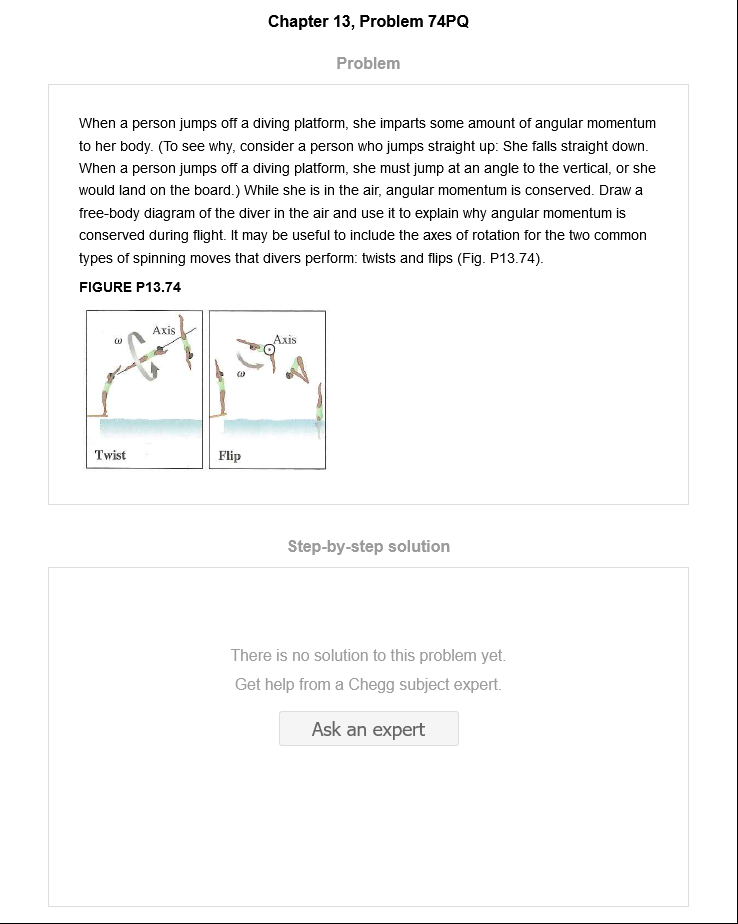 Chapter 13, Problem 74PQ
Problem
When a person jumps off a diving platform, she imparts some amount of angular momentum
to her body. (To see why, consider a person who jumps straight up: She falls straight down.
When a person jumps off a diving platform, she must jump at an angle to the vertical, or she
would land on the board.) While she is in the air, angular momentum is conserved. Draw a
free-body diagram of the diver in the air and use it to explain why angular momentum is
conserved during flight. It may be useful to include the axes of rotation for the two common
types of spinning moves that divers perform: twists and flips (Fig. P13.74).
FIGURE P13.74
Axis
ω
Twist
Axis
ω
Flip
Step-by-step solution
There is no solution to this problem yet.
Get help from a Chegg subject expert.
Ask an expert